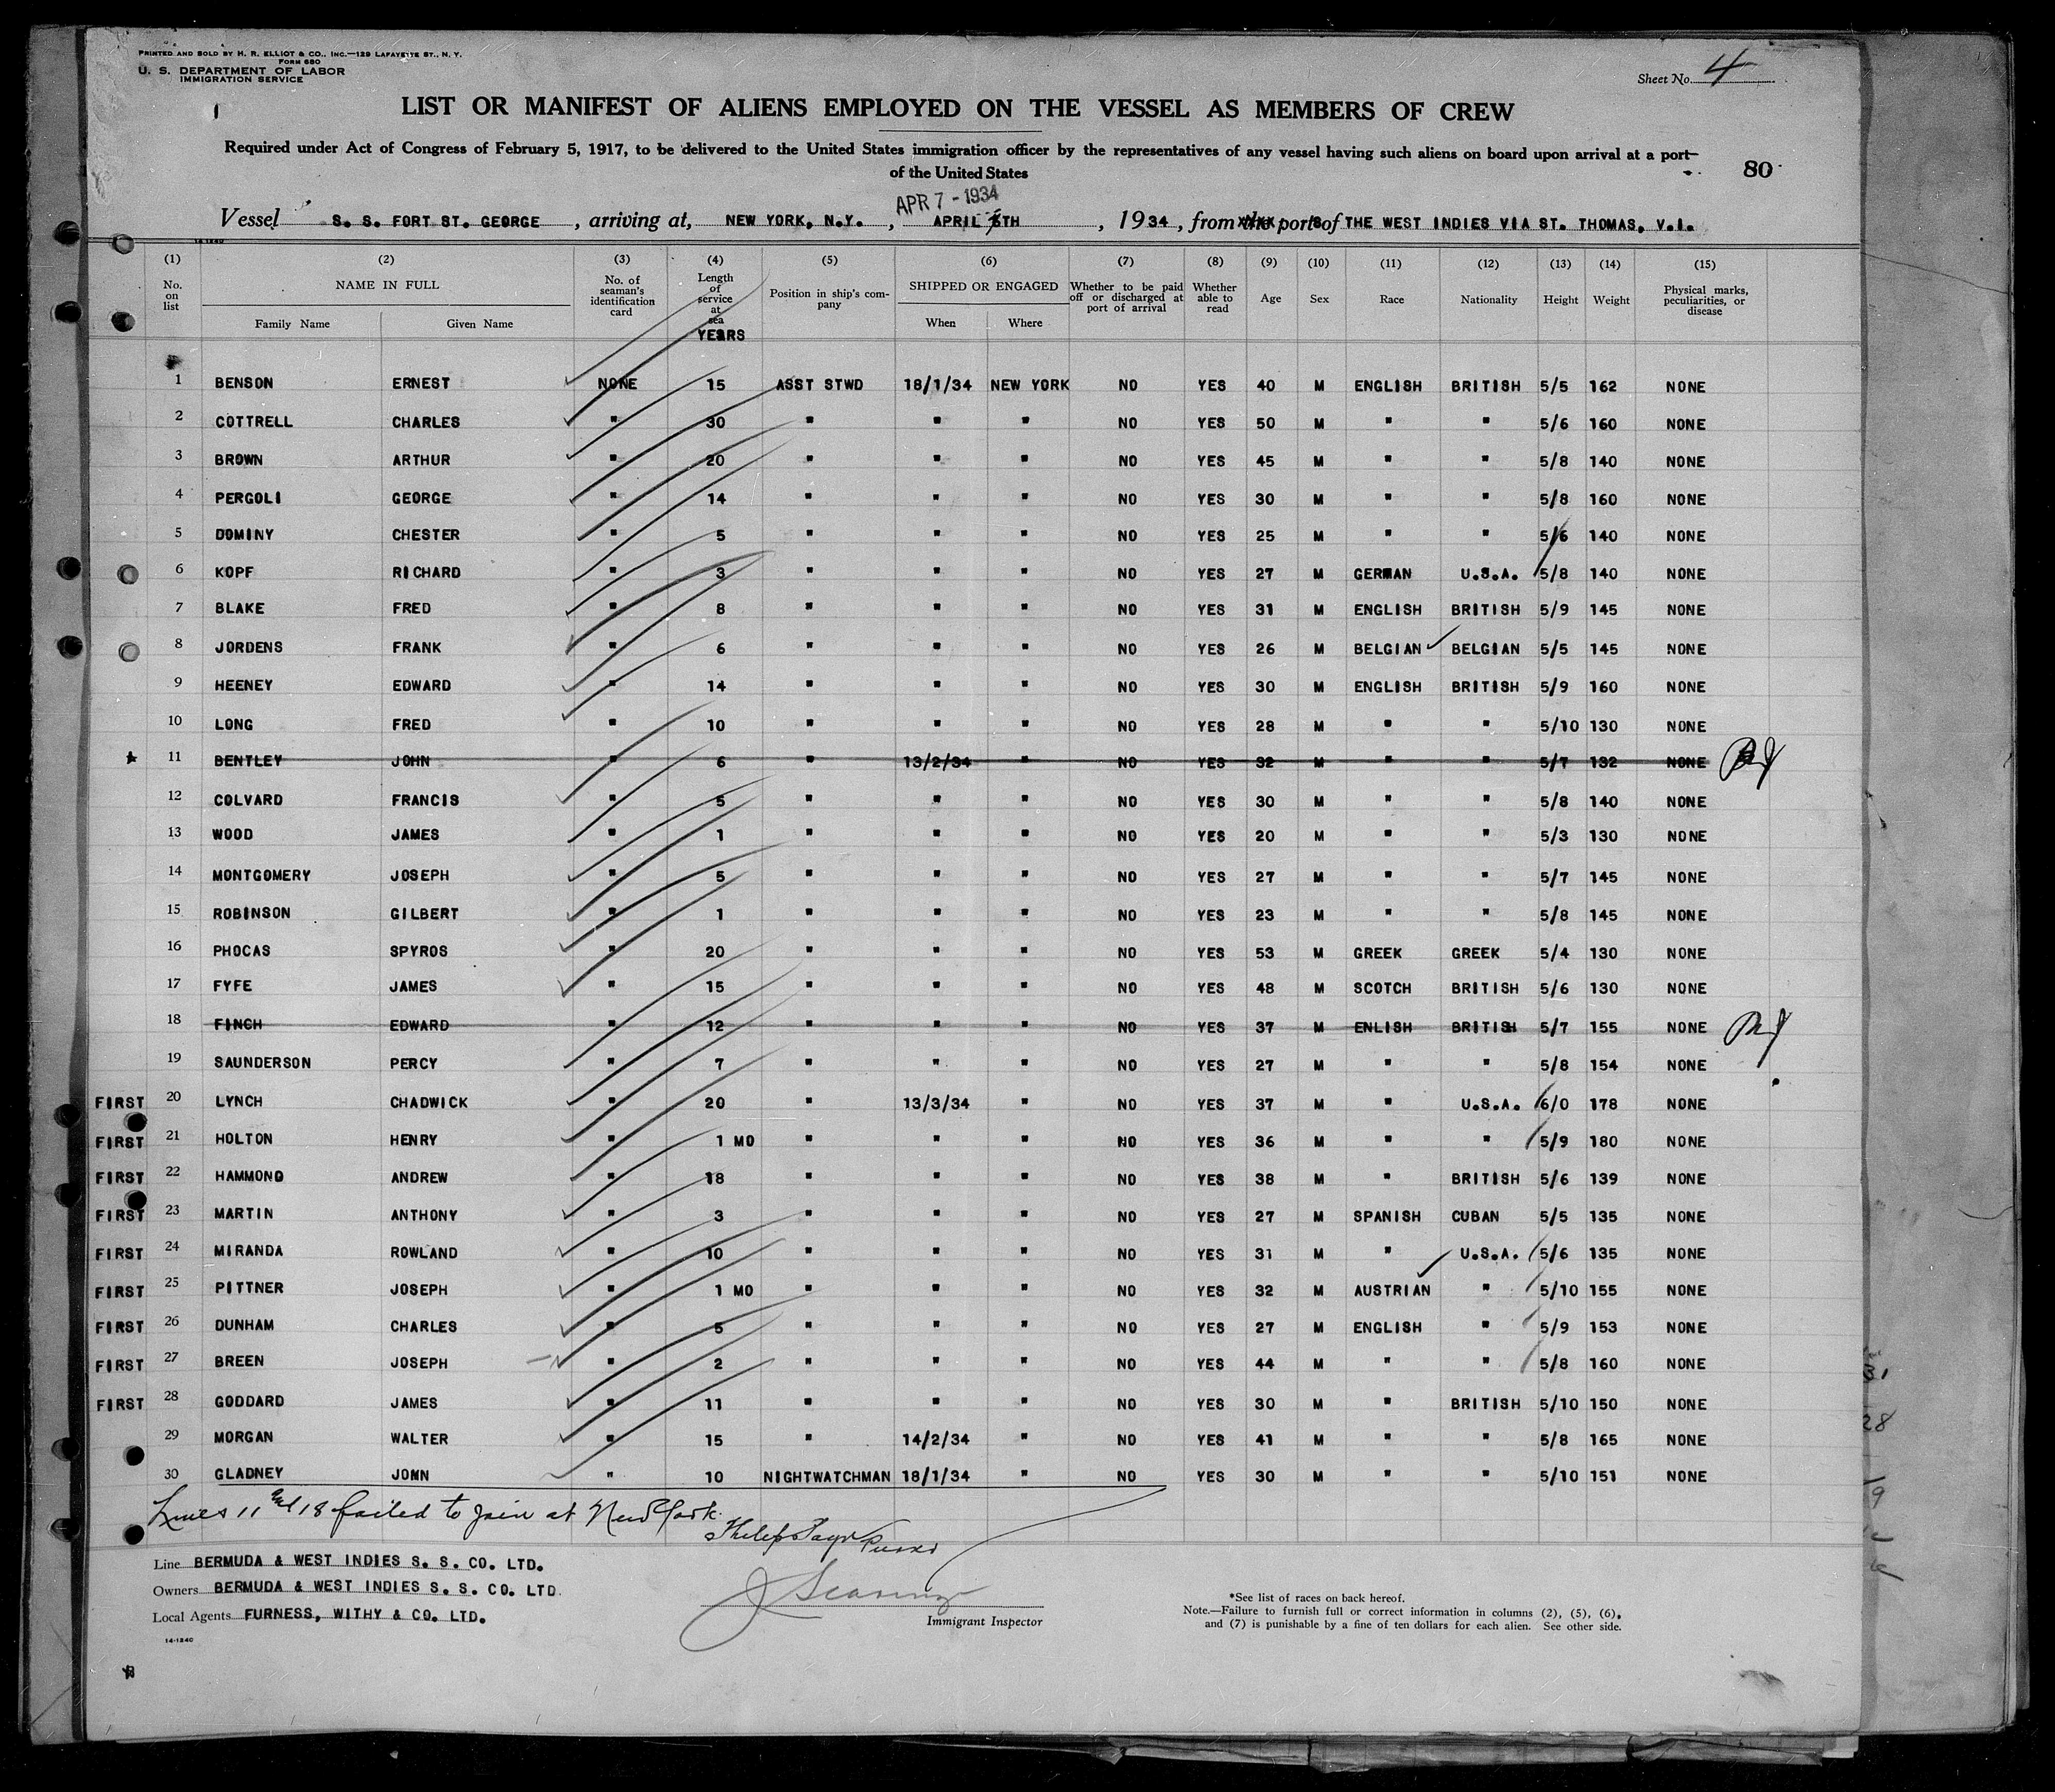 PRINTED AND SOLD BY H. R. ELLIOT & CO., INC.—129 LAFAYETTE ST., N. Y.
FORM 680
U. S. DEPARTMENT OF LABOR
IMMIGRATION SERVICE
Sheet No. 4
LIST OR MANIFEST OF ALIENS EMPLOYED ON THE VESSEL AS MEMBERS OF CREW
Required under Act of Congress of February 5, 1917, to be delivered to the United States immigration officer by the representatives of any vessel having such aliens on board upon arrival at a port
of the United States
80
APR 7 - 1934
Vessel S. S. FORT ST. GEORGE, arriving at, NEW YORK, N.Y., APRIL TH, 1934, from the ports of THE WEST INDIES VIA ST. THOMAS, V.I.
14-1240
(1) (2) (3) (4) (5) (6) (7) (8) (9) (10) (11) (12) (13) (14) (15)
No. on list NAME IN FULL Family Name Given Name No. of seaman's identification card Length of service at sea YEARS Position in ship's company SHIPPED OR ENGAGED When Where Whether to be paid off or discharged at port of arrival Whether able to read Age Sex Race Nationality Height Weight Physical marks, peculiarities, or disease
1 BENSON ERNEST NONE 15 ASST STWD 18/1/34 NEW YORK NO YES 40 M ENGLISH BRITISH 5/5 162 NONE
2 COTTRELL CHARLES " 30 " " " NO YES 50 M " " 5/6 160 NONE
3 BROWN ARTHUR " 20 " " " NO YES 45 M " " 5/8 140 NONE
4 PERGOLI GEORGE " 14 " " " NO YES 30 M " " 5/8 160 NONE
5 DOMINY CHESTER " 5 " " " NO YES 25 M " " 5/6 140 NONE
6 KOPF RICHARD " 3 " " " NO YES 27 M GERMAN U.S.A. 5/8 140 NONE
7 BLAKE FRED " 8 " " " NO YES 31 M ENGLISH BRITISH 5/9 145 NONE
8 JORDENS FRANK " 6 " " " NO YES 26 M BELGIAN BELGIAN 5/5 145 NONE
9 HEENEY EDWARD " 14 " " " NO YES 30 M ENGLISH BRITISH 5/9 160 NONE
10 LONG FRED " 10 " " " NO YES 28 M " " 5/10 130 NONE
11 BENTLEY JOHN " 6 " 13/2/34 " NO YES 32 M " " 5/7 132 NONE
12 COLVARD FRANCIS " 5 " " " NO YES 30 M " " 5/8 140 NONE
13 WOOD JAMES " 1 " " " NO YES 20 M " " 5/3 130 NONE
14 MONTGOMERY JOSEPH " 5 " " " NO YES 27 M " " 5/7 145 NONE
15 ROBINSON GILBERT " 1 " " " NO YES 23 M " " 5/8 145 NONE
16 PHOCAS SPYROS " 20 " " " NO YES 53 M GREEK GREEK 5/4 130 NONE
17 FYFE JAMES " 15 " " " NO YES 48 M SCOTCH BRITISH 5/6 130 NONE
18 FINCH EDWARD " 12 " " " NO YES 37 M ENLISH BRITISH 5/7 155 NONE
19 SAUNDERSON PERCY " 7 " " " NO YES 27 M " " 5/8 154 NONE
FIRST 20 LYNCH CHADWICK " 20 " 13/3/34 " NO YES 37 M " U.S.A. 6/0 178 NONE
FIRST 21 HOLTON HENRY " 1 MO " " " NO YES 36 M " " 5/9 180 NONE
FIRST 22 HAMMOND ANDREW " 18 " " " NO YES 38 M " BRITISH 5/6 139 NONE
FIRST 23 MARTIN ANTHONY " 3 " " " NO YES 27 M SPANISH CUBAN 5/5 135 NONE
FIRST 24 MIRANDA ROWLAND " 10 " " " NO YES 31 M " U.S.A. 5/6 135 NONE
FIRST 25 PITTNER JOSEPH " 1 MO " " " NO YES 32 M AUSTRIAN " 5/10 155 NONE
FIRST 26 DUNHAM CHARLES " 5 " " " NO YES 27 M ENGLISH " 5/9 153 NONE
FIRST 27 BREEN JOSEPH " 2 " " " NO YES 44 M " " 5/8 160 NONE
FIRST 28 GODDARD JAMES " 11 " " " NO YES 30 M " BRITISH 5/10 150 NONE
29 MORGAN WALTER " 15 " 14/2/34 " NO YES 41 M " " 5/8 165 NONE
30 GLADNEY JOHN " 10 NIGHTWATCHMAN 18/1/34 " NO YES 30 M " " 5/10 151 NONE
Lines 11 and 18 failed to join at New York.
Line BERMUDA & WEST INDIES S. S. CO. LTD.
Owners BERMUDA & WEST INDIES S. S. CO. LTD.
Local Agents FURNESS, WITHY & CO. LTD.
14-1240
Immigrant Inspector
*See list of races on back hereof.
Note.—Failure to furnish full or correct information in columns (2), (5), (6),
and (7) is punishable by a fine of ten dollars for each alien. See other side.
31
28